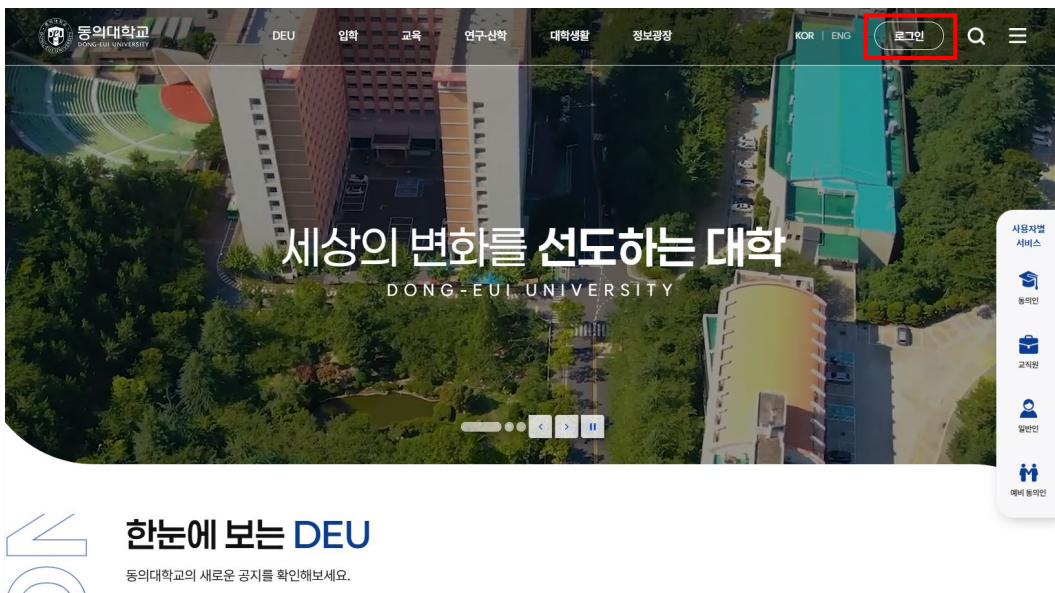 동의대학교
DONG-EUI UNIVERSITY
DEU 입학 교육 연구·산학 대학생활 정보광장 KOR | ENG 로그인
세상의 변화를 선도하는 대학
DONG-EUI UNIVERSITY
사용자별
서비스
동의인
교직원
일반인
예비 동의인
한눈에 보는 DEU
동의대학교의 새로운 공지를 확인해보세요.